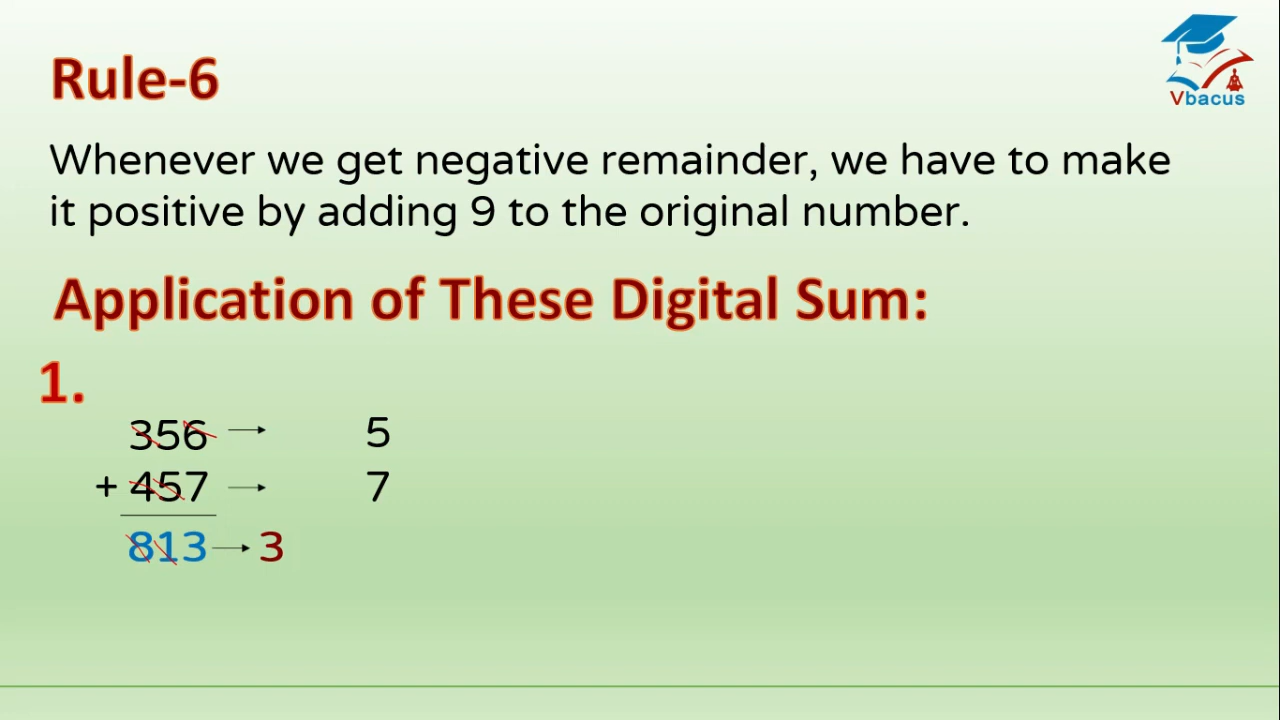 Vbacus
Rule-6
Whenever we get negative remainder, we have to make
it positive by adding 9 to the original number.
Application of These Digital Sum:
1.
356 → 5
+ 457 → 7
813 → 3